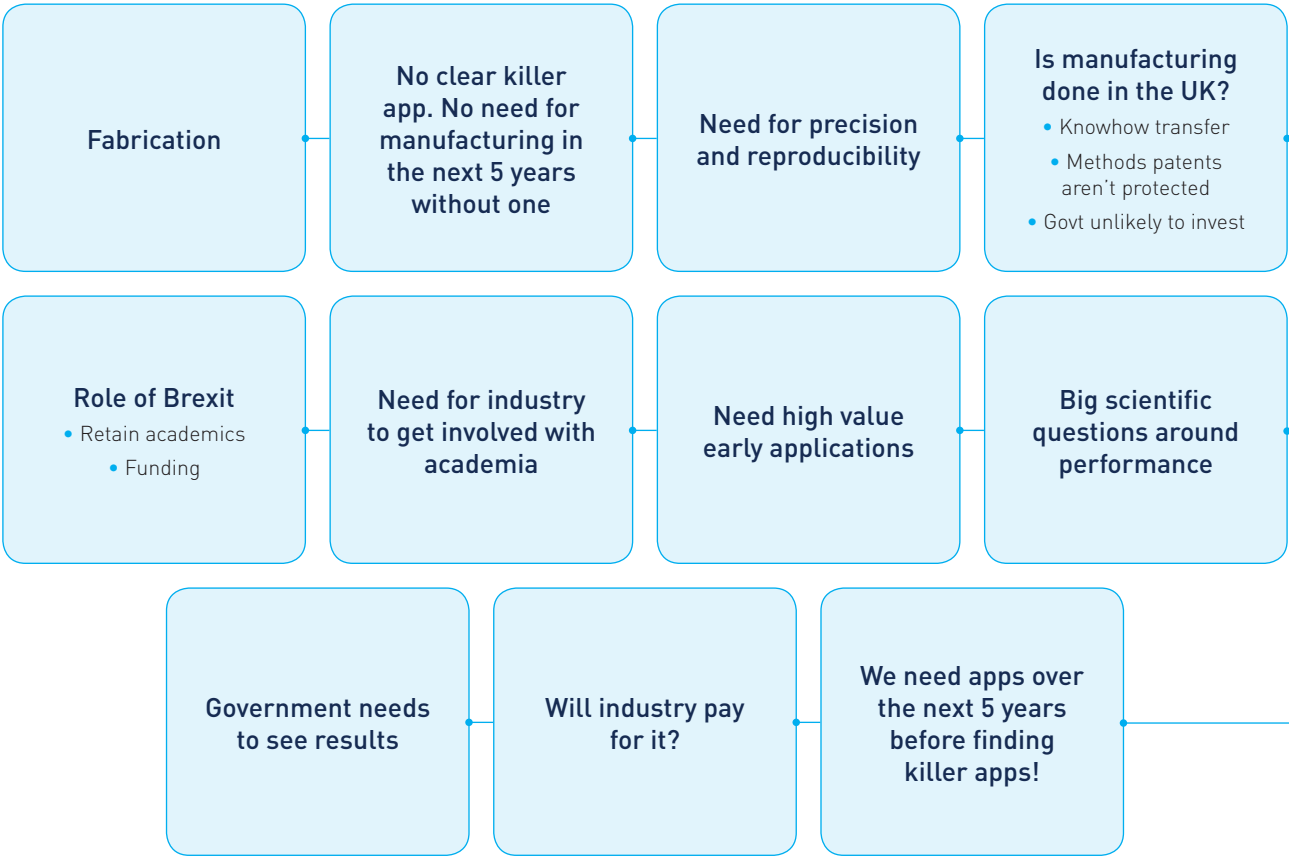 Fabrication
No clear killer
app. No need for
manufacturing in
the next 5 years
without one
Need for precision
and reproducibility
Is manufacturing
done in the UK?
• Knowhow transfer
• Methods patents
aren't protected
• Govt unlikely to invest
Role of Brexit
• Retain academics
• Funding
Need for industry
to get involved with
academia
Need high value
early applications
Big scientific
questions around
performance
Government needs
to see results
Will industry pay
for it?
We need apps over
the next 5 years
before finding
killer apps!